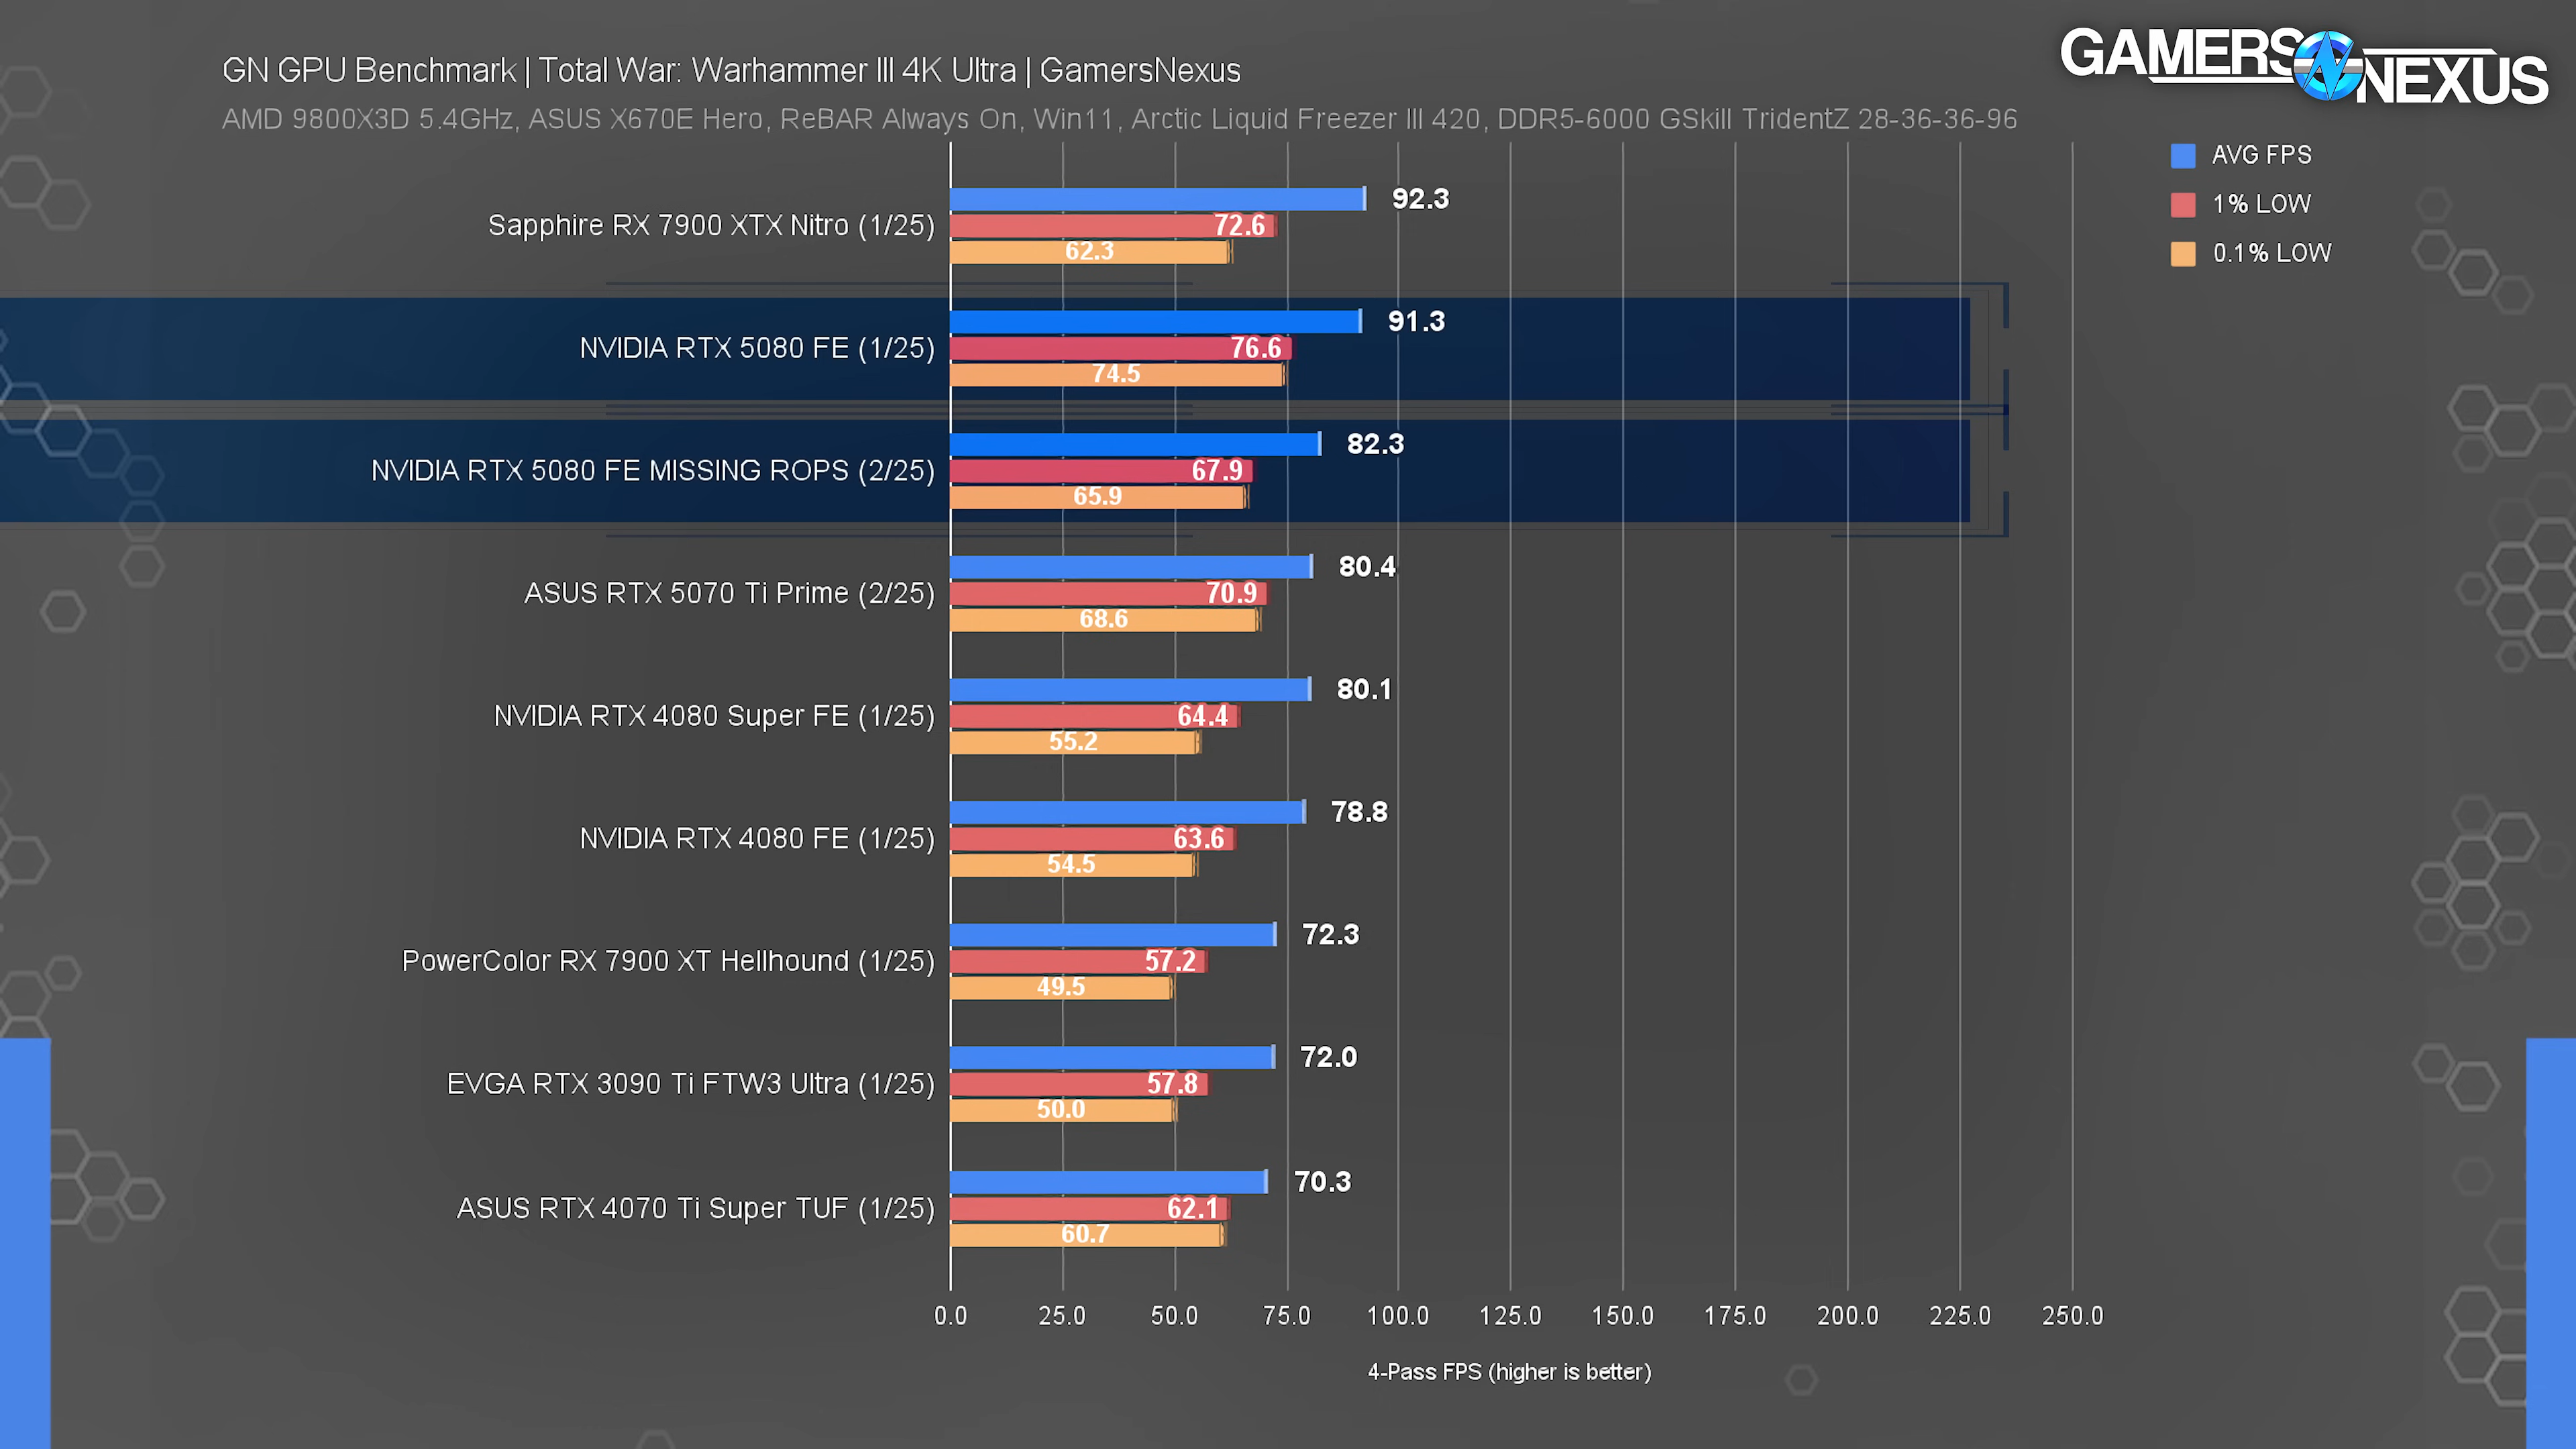 GAMERS NEXUS
GN GPU Benchmark | Total War: Warhammer III 4K Ultra | GamersNexus
AMD 9800X3D 5.4GHz, ASUS X670E Hero, ReBAR Always On, Win11, Arctic Liquid Freezer III 420, DDR5-6000 GSkill TridentZ 28-36-36-96
AVG FPS
1% LOW
0.1% LOW
Sapphire RX 7900 XTX Nitro (1/25)
92.3
72.6
62.3
NVIDIA RTX 5080 FE (1/25)
91.3
76.6
74.5
NVIDIA RTX 5080 FE MISSING ROPS (2/25)
82.3
67.9
65.9
ASUS RTX 5070 Ti Prime (2/25)
80.4
70.9
68.6
NVIDIA RTX 4080 Super FE (1/25)
80.1
64.4
55.2
NVIDIA RTX 4080 FE (1/25)
78.8
63.6
54.5
PowerColor RX 7900 XT Hellhound (1/25)
72.3
57.2
49.5
EVGA RTX 3090 Ti FTW3 Ultra (1/25)
72.0
57.8
50.0
ASUS RTX 4070 Ti Super TUF (1/25)
70.3
62.1
60.7
0.0 25.0 50.0 75.0 100.0 125.0 150.0 175.0 200.0 225.0 250.0
4-Pass FPS (higher is better)